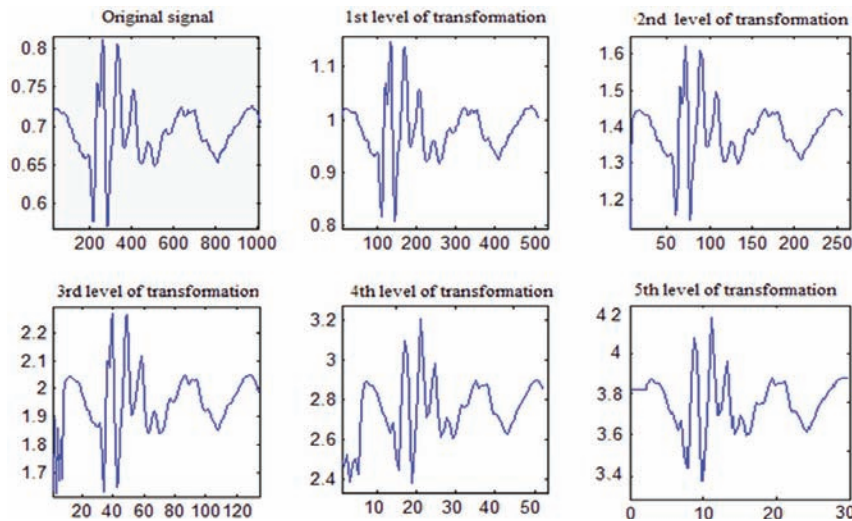 Original signal
1st level of transformation
2nd level of transformation
0.8
0.75
0.7
0.65
0.6
200 400 600 800 1000
1.1
1
0.9
0.8
100 200 300 400 500
1.6
1.5
1.4
1.3
1.2
50 100 150 200 250
3rd level of transformation
4th level of transformation
5th level of transformation
2.2
2.1
2
1.9
1.8
1.7
20 40 60 80 100 120
3.2
3
2.8
2.6
2.4
10 20 30 40 50
4 2
4
3.8
3.6
3.4
0 10 20 30